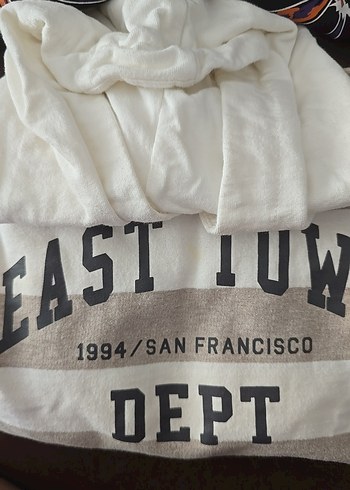 EAST TOW
1994/SAN FRANCISCO
DEPT